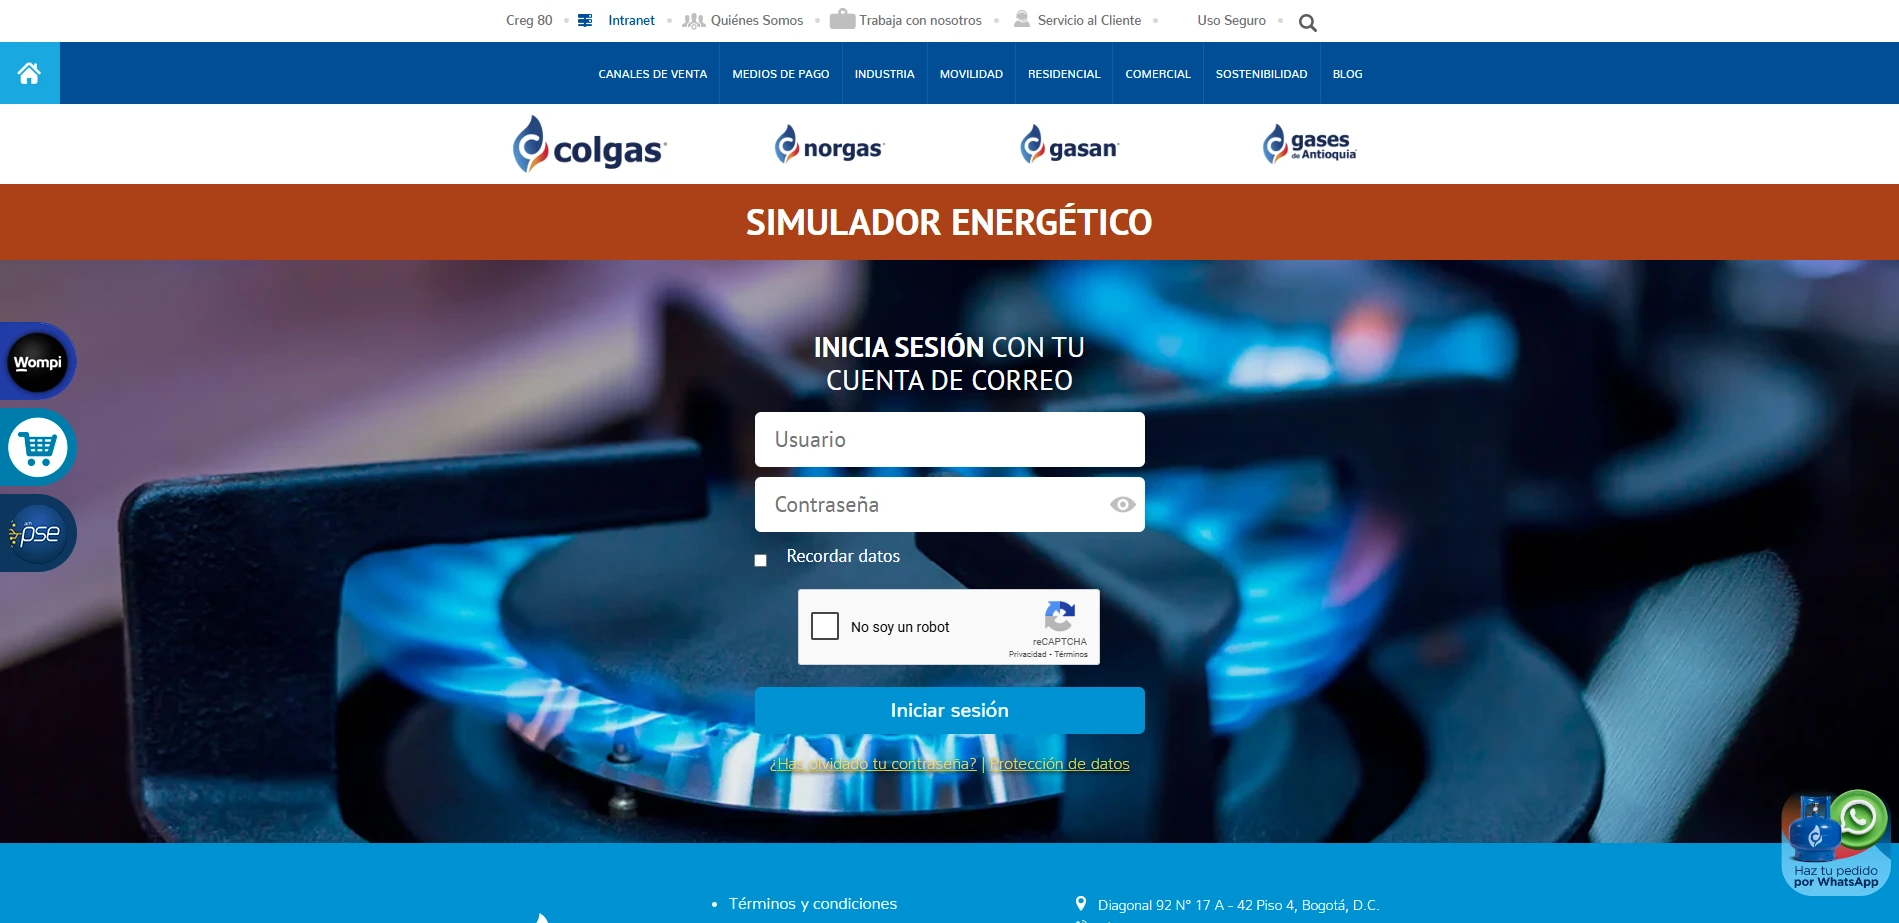 Creg 80
Intranet
Quiénes Somos
Trabaja con nosotros
Servicio al Cliente
Uso Seguro
CANALES DE VENTA
MEDIOS DE PAGO
INDUSTRIA
MOVILIDAD
RESIDENCIAL
COMERCIAL
SOSTENIBILIDAD
BLOG
colgas
norgas
gasan
gases
de Antioquia
SIMULADOR ENERGÉTICO
INICIA SESIÓN CON TU
CUENTA DE CORREO
Wompi
Usuario
Contraseña
pse
Recordar datos
No soy un robot
reCAPTCHA
Privacidad - Términos
Iniciar sesión
¿Has olvidado tu contraseña? | Protección de datos
Haz tu pedido
por WhatsApp
Términos y condiciones
Diagonal 92 N° 17 A - 42 Piso 4, Bogotá, D.C.